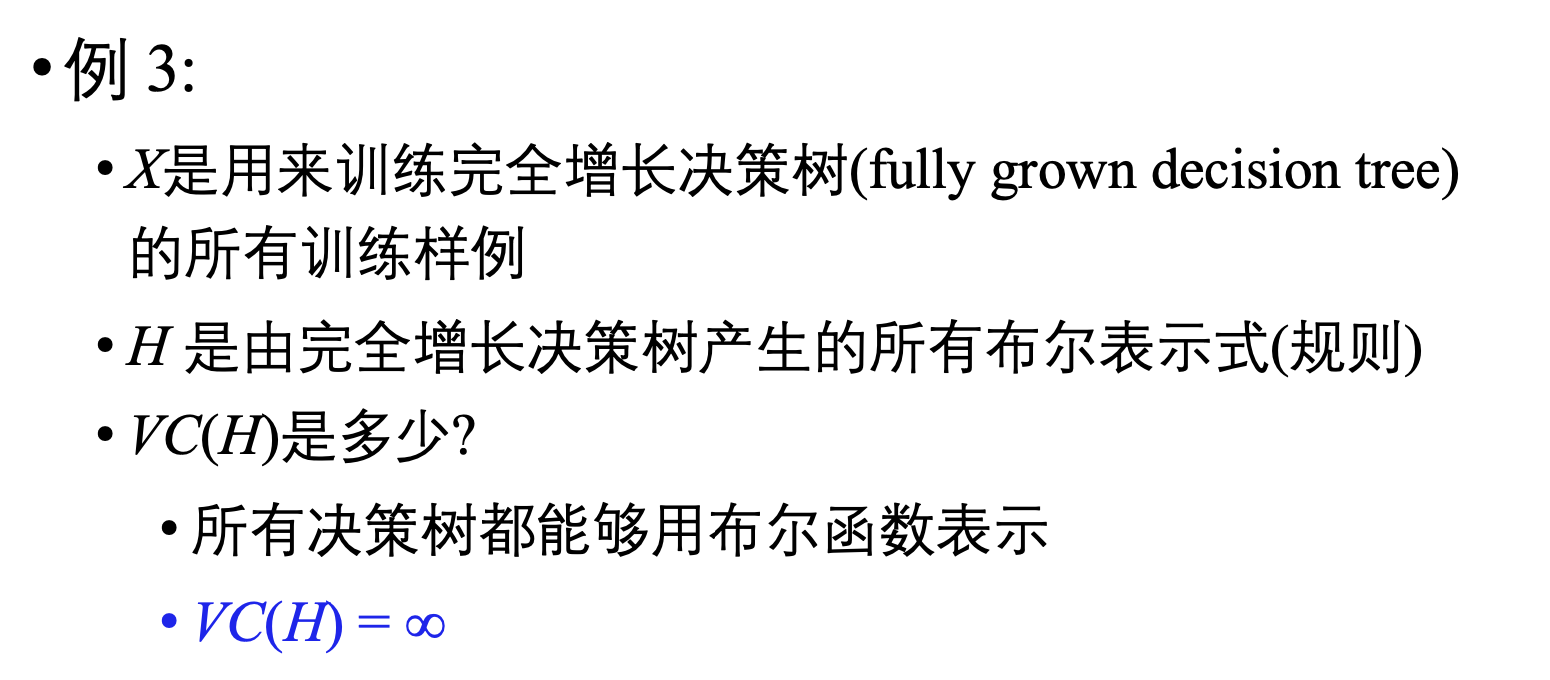 • 例 3:
• X是用来训练完全增长决策树(fully grown decision tree)
的所有训练样例
• H 是由完全增长决策树产生的所有布尔表示式(规则)
• VC(H)是多少?
• 所有决策树都能够用布尔函数表示
• VC(H) = ∞